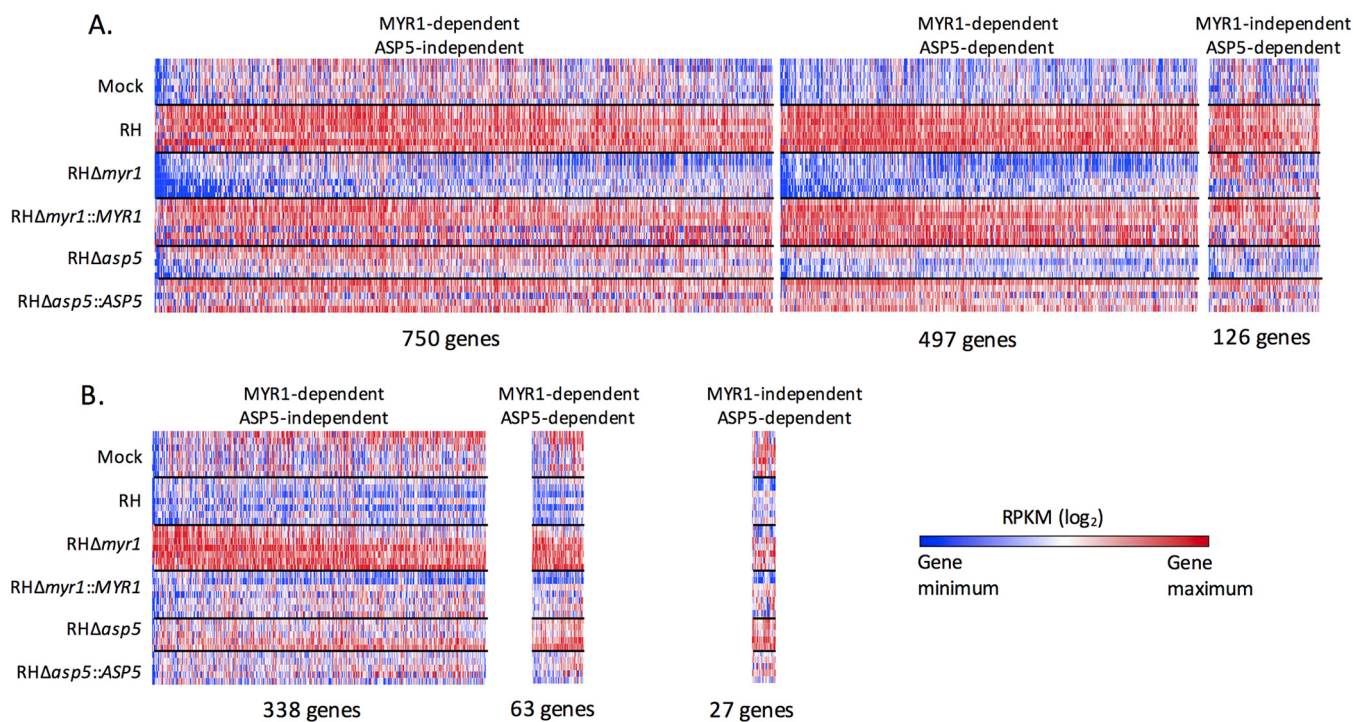 A.
MYR1-dependent
ASP5-independent
MYR1-dependent
ASP5-dependent
MYR1-independent
ASP5-dependent
Mock
RH
RHΔmyr1
RHΔmyr1::MYR1
RHΔasp5
RHΔasp5::ASP5
750 genes
497 genes
126 genes
B.
MYR1-dependent
ASP5-independent
MYR1-dependent
ASP5-dependent
MYR1-independent
ASP5-dependent
Mock
RH
RHΔmyr1
RHΔmyr1::MYR1
RHΔasp5
RHΔasp5::ASP5
338 genes
63 genes
27 genes
RPKM (log₂)
Gene
minimum
Gene
maximum